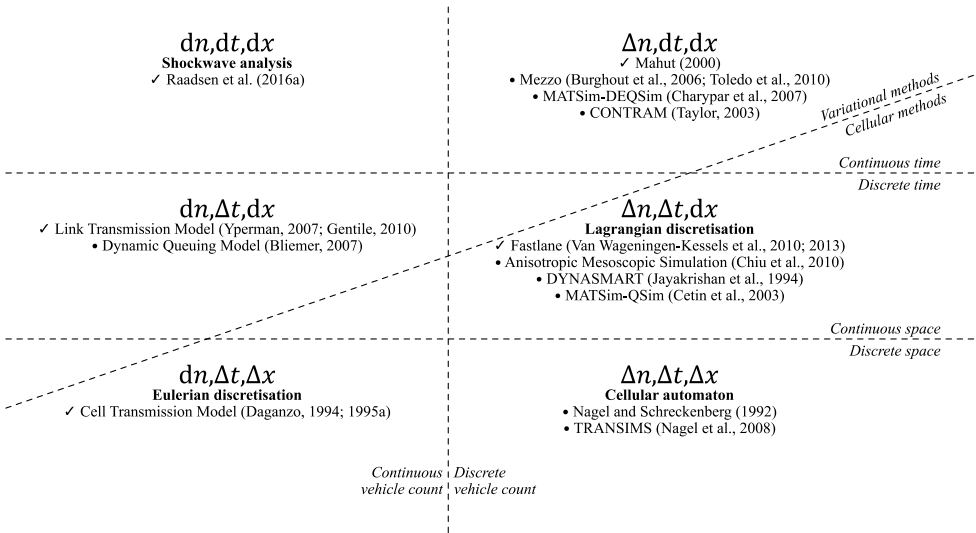 dn,dt,dx
Shockwave analysis
✓ Raadsen et al. (2016a)
Δn,dt,dx
✓ Mahut (2000)
• Mezzo (Burghout et al., 2006; Toledo et al., 2010)
• MATSim-DEQSim (Charypar et al., 2007)
• CONTRAM (Taylor, 2003)
Variational methods
Cellular methods
Continuous time
Discrete time
dn,Δt,dx
✓ Link Transmission Model (Yperman, 2007; Gentile, 2010)
• Dynamic Queuing Model (Bliemer, 2007)
Δn,Δt,dx
Lagrangian discretisation
✓ Fastlane (Van Wageningen-Kessels et al., 2010; 2013)
• Anisotropic Mesoscopic Simulation (Chiu et al., 2010)
• DYNASMART (Jayakrishan et al., 1994)
• MATSim-QSim (Cetin et al., 2003)
Continuous space
Discrete space
dn,Δt,Δx
Eulerian discretisation
✓ Cell Transmission Model (Daganzo, 1994; 1995a)
Δn,Δt,Δx
Cellular automaton
• Nagel and Schreckenberg (1992)
• TRANSIMS (Nagel et al., 2008)
Continuous
vehicle count
Discrete
vehicle count